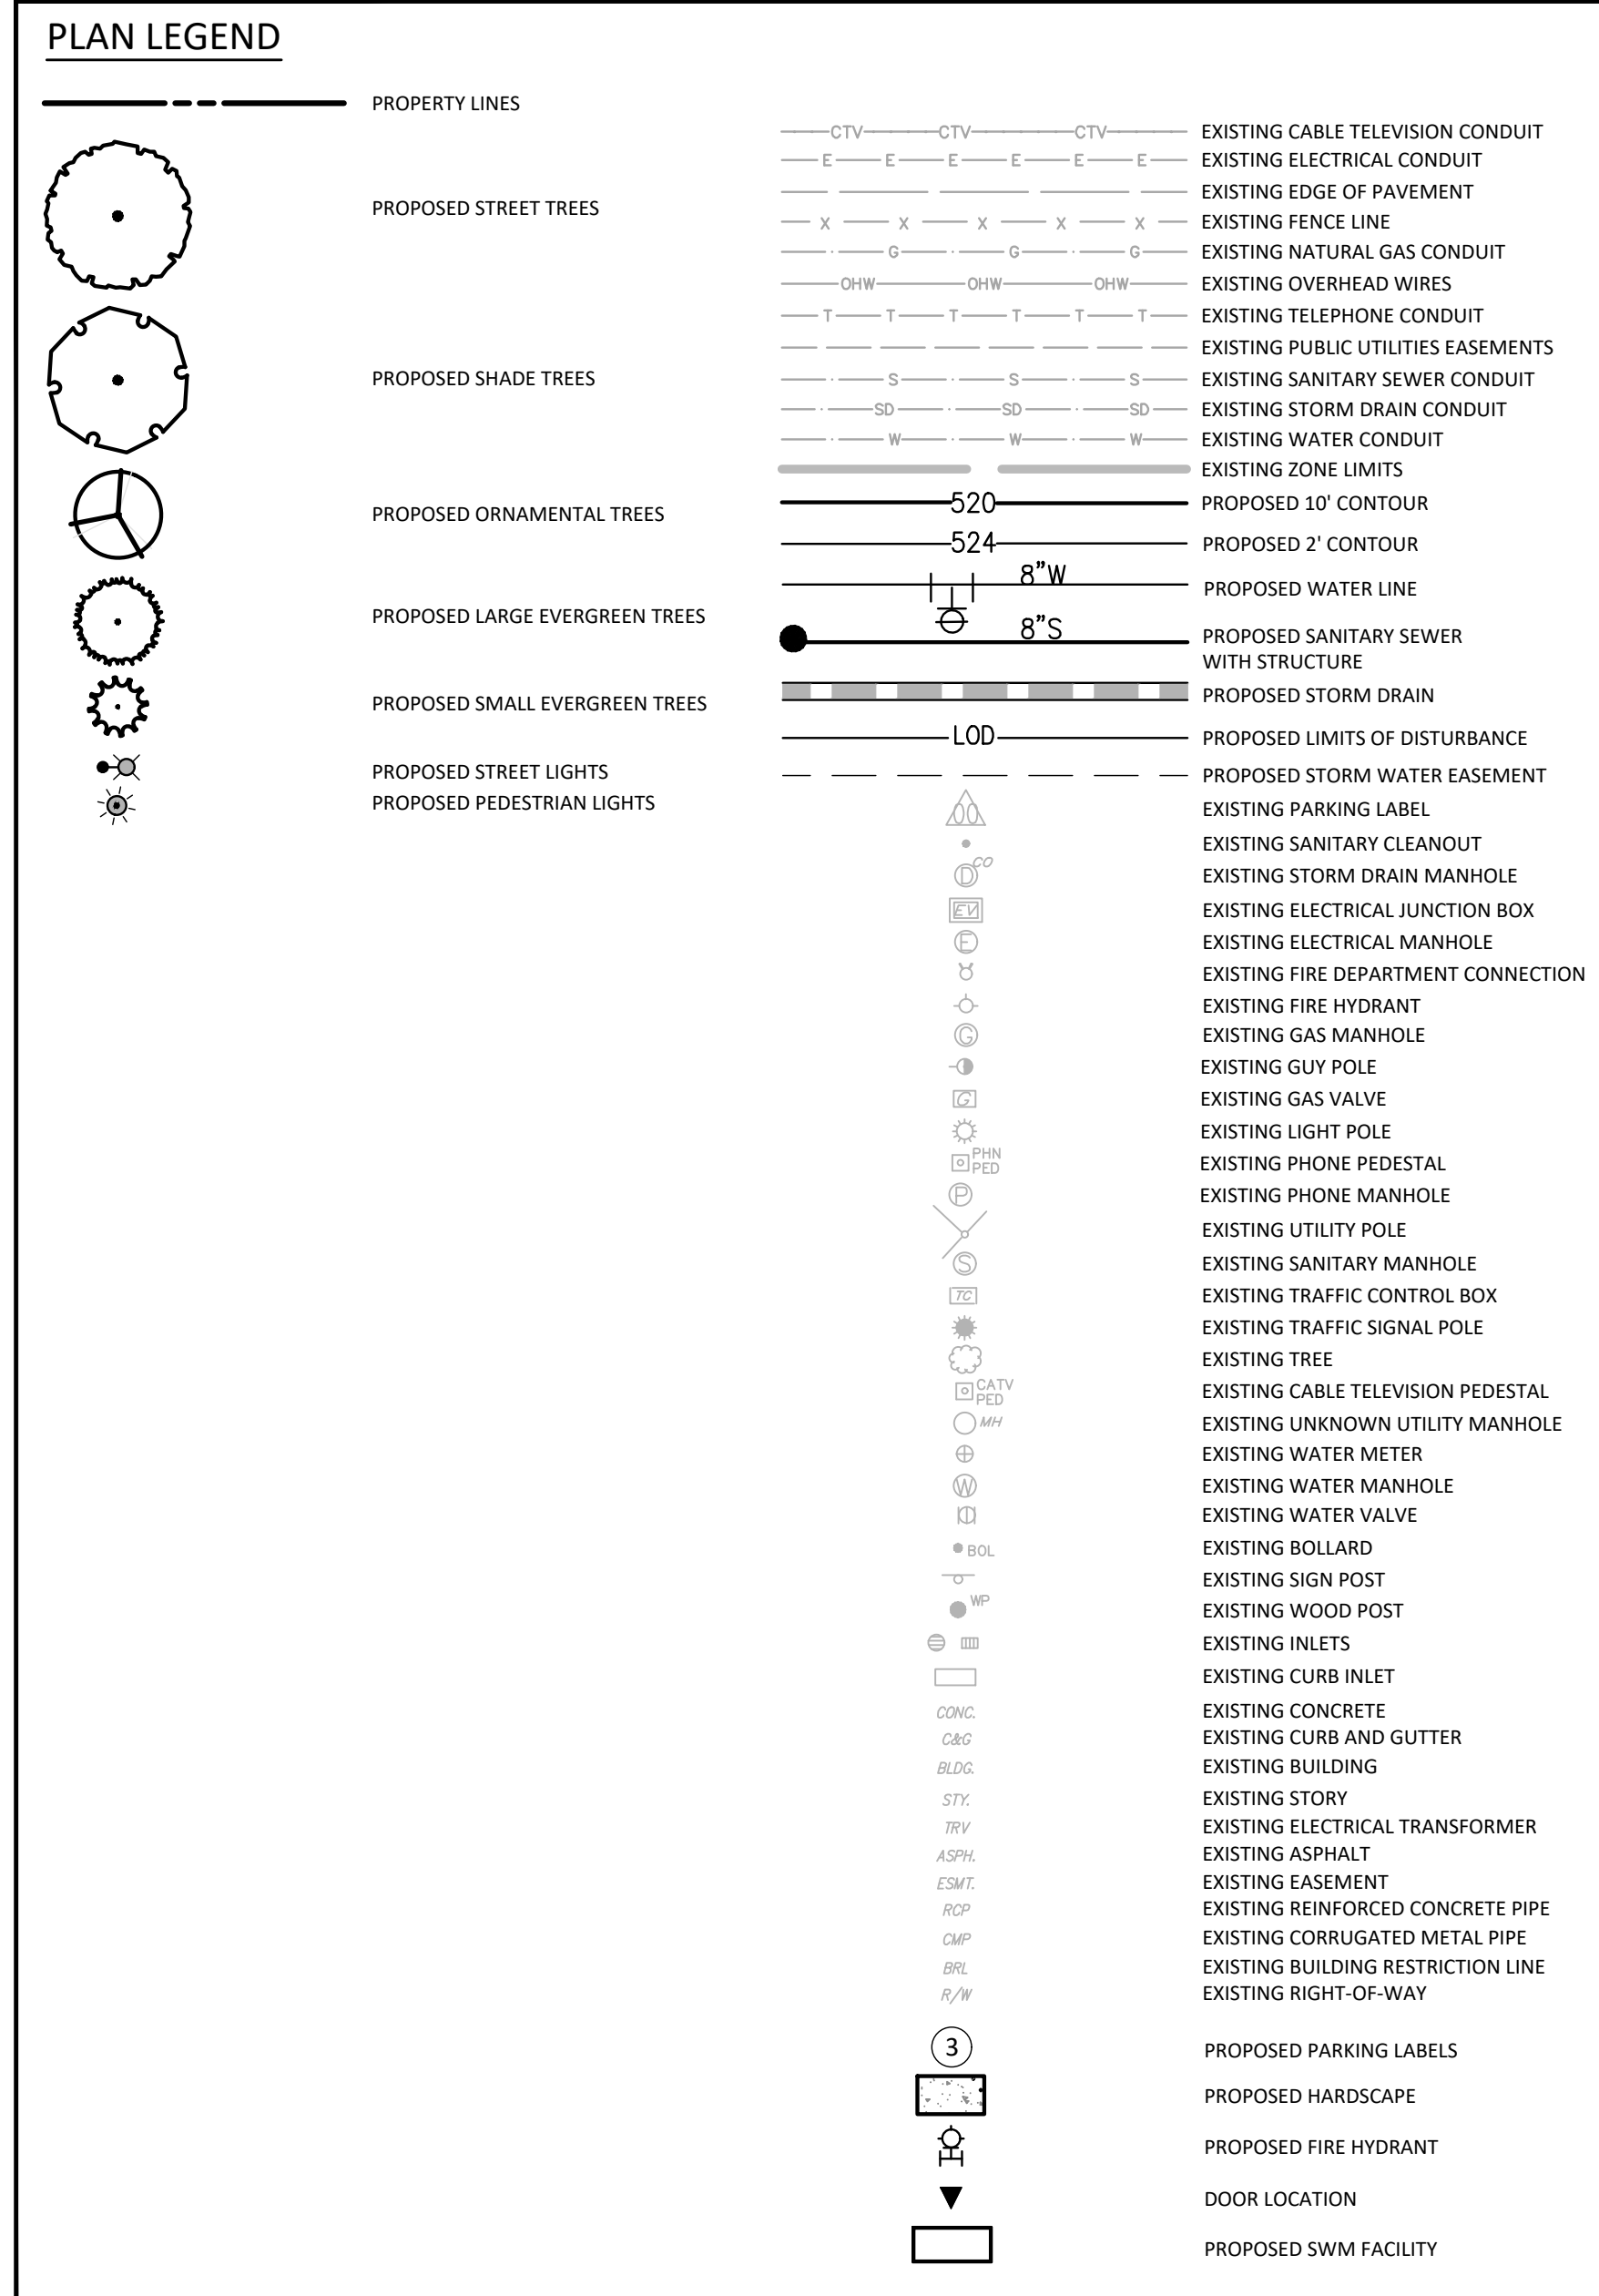 PLAN LEGEND
PROPERTY LINES
PROPOSED STREET TREES
PROPOSED SHADE TREES
PROPOSED ORNAMENTAL TREES
PROPOSED LARGE EVERGREEN TREES
PROPOSED SMALL EVERGREEN TREES
PROPOSED STREET LIGHTS
PROPOSED PEDESTRIAN LIGHTS
CTV CTV CTV EXISTING CABLE TELEVISION CONDUIT
E E E E E E EXISTING ELECTRICAL CONDUIT
EXISTING EDGE OF PAVEMENT
X X X X X EXISTING FENCE LINE
G G G EXISTING NATURAL GAS CONDUIT
OHW OHW OHW EXISTING OVERHEAD WIRES
T T T T T T EXISTING TELEPHONE CONDUIT
EXISTING PUBLIC UTILITIES EASEMENTS
S S S EXISTING SANITARY SEWER CONDUIT
SD SD SD EXISTING STORM DRAIN CONDUIT
W W W EXISTING WATER CONDUIT
EXISTING ZONE LIMITS
520 PROPOSED 10' CONTOUR
524 PROPOSED 2' CONTOUR
8"W PROPOSED WATER LINE
8"S PROPOSED SANITARY SEWER
WITH STRUCTURE
PROPOSED STORM DRAIN
LOD PROPOSED LIMITS OF DISTURBANCE
PROPOSED STORM WATER EASEMENT
00 EXISTING PARKING LABEL
EXISTING SANITARY CLEANOUT
CO
D EXISTING STORM DRAIN MANHOLE
EV EXISTING ELECTRICAL JUNCTION BOX
E EXISTING ELECTRICAL MANHOLE
EXISTING FIRE DEPARTMENT CONNECTION
EXISTING FIRE HYDRANT
G EXISTING GAS MANHOLE
EXISTING GUY POLE
G EXISTING GAS VALVE
EXISTING LIGHT POLE
PHN
PED EXISTING PHONE PEDESTAL
P EXISTING PHONE MANHOLE
EXISTING UTILITY POLE
S EXISTING SANITARY MANHOLE
TC EXISTING TRAFFIC CONTROL BOX
EXISTING TRAFFIC SIGNAL POLE
EXISTING TREE
CATV
PED EXISTING CABLE TELEVISION PEDESTAL
MH EXISTING UNKNOWN UTILITY MANHOLE
EXISTING WATER METER
W EXISTING WATER MANHOLE
EXISTING WATER VALVE
BOL EXISTING BOLLARD
EXISTING SIGN POST
WP EXISTING WOOD POST
EXISTING INLETS
EXISTING CURB INLET
CONC. EXISTING CONCRETE
C&G EXISTING CURB AND GUTTER
BLDG. EXISTING BUILDING
STY. EXISTING STORY
TRV EXISTING ELECTRICAL TRANSFORMER
ASPH. EXISTING ASPHALT
ESMT. EXISTING EASEMENT
RCP EXISTING REINFORCED CONCRETE PIPE
CMP EXISTING CORRUGATED METAL PIPE
BRL EXISTING BUILDING RESTRICTION LINE
R/W EXISTING RIGHT-OF-WAY
3 PROPOSED PARKING LABELS
PROPOSED HARDSCAPE
PROPOSED FIRE HYDRANT
DOOR LOCATION
PROPOSED SWM FACILITY